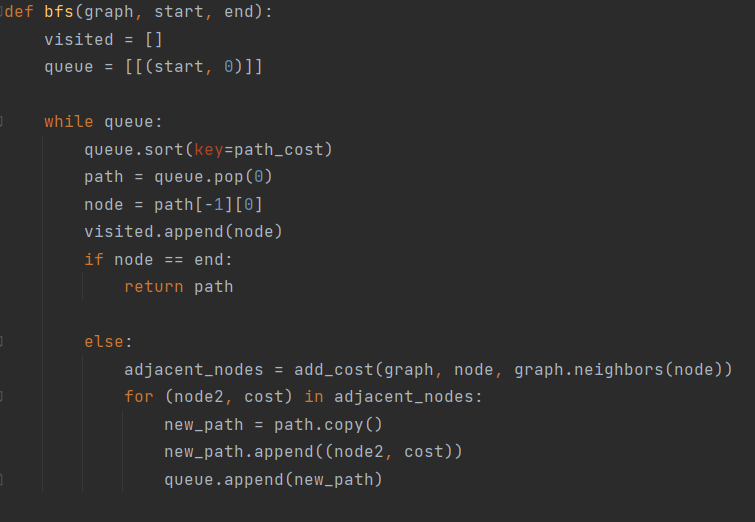 def bfs(graph, start, end):
    visited = []
    queue = [[(start, 0)]]

    while queue:
        queue.sort(key=path_cost)
        path = queue.pop(0)
        node = path[-1][0]
        visited.append(node)
        if node == end:
            return path

        else:
            adjacent_nodes = add_cost(graph, node, graph.neighbors(node))
            for (node2, cost) in adjacent_nodes:
                new_path = path.copy()
                new_path.append((node2, cost))
                queue.append(new_path)